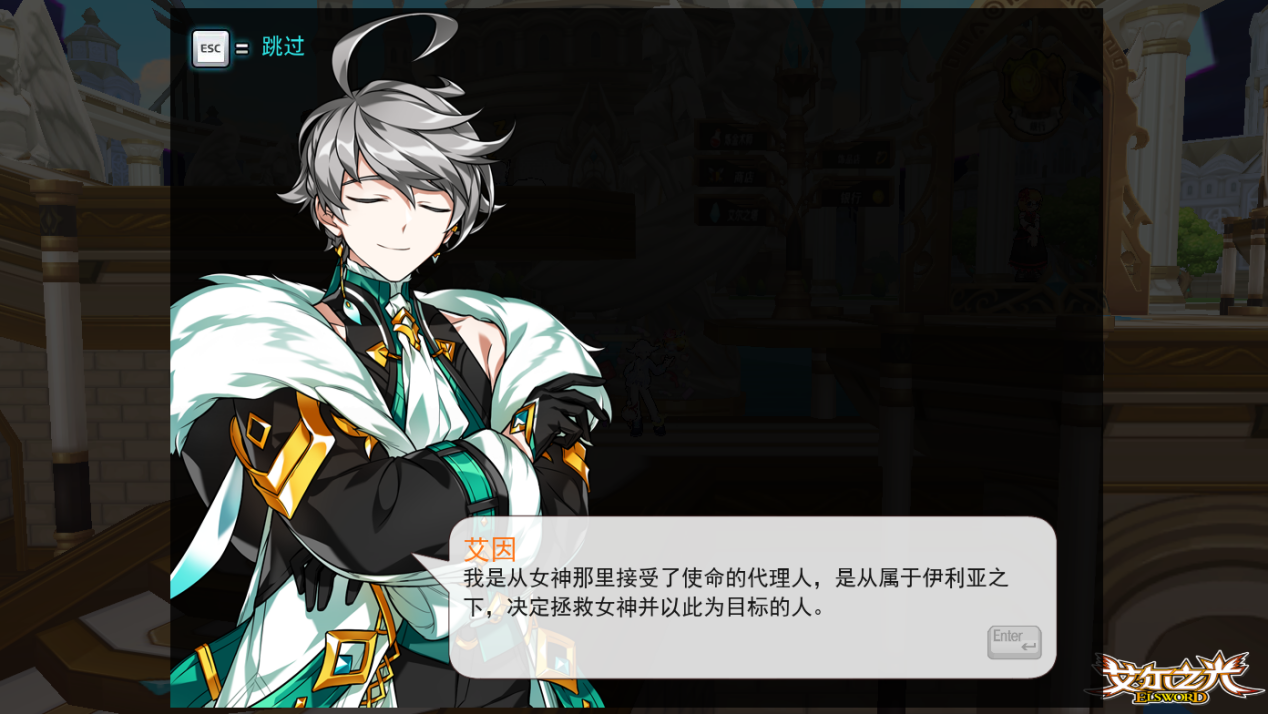 ESC = 跳过
艾因
我是从女神那里接受了使命的代理人，是从属于伊利亚之
下，决定拯救女神并以此为目标的人。
Enter
艾尔之光
ELSWORD